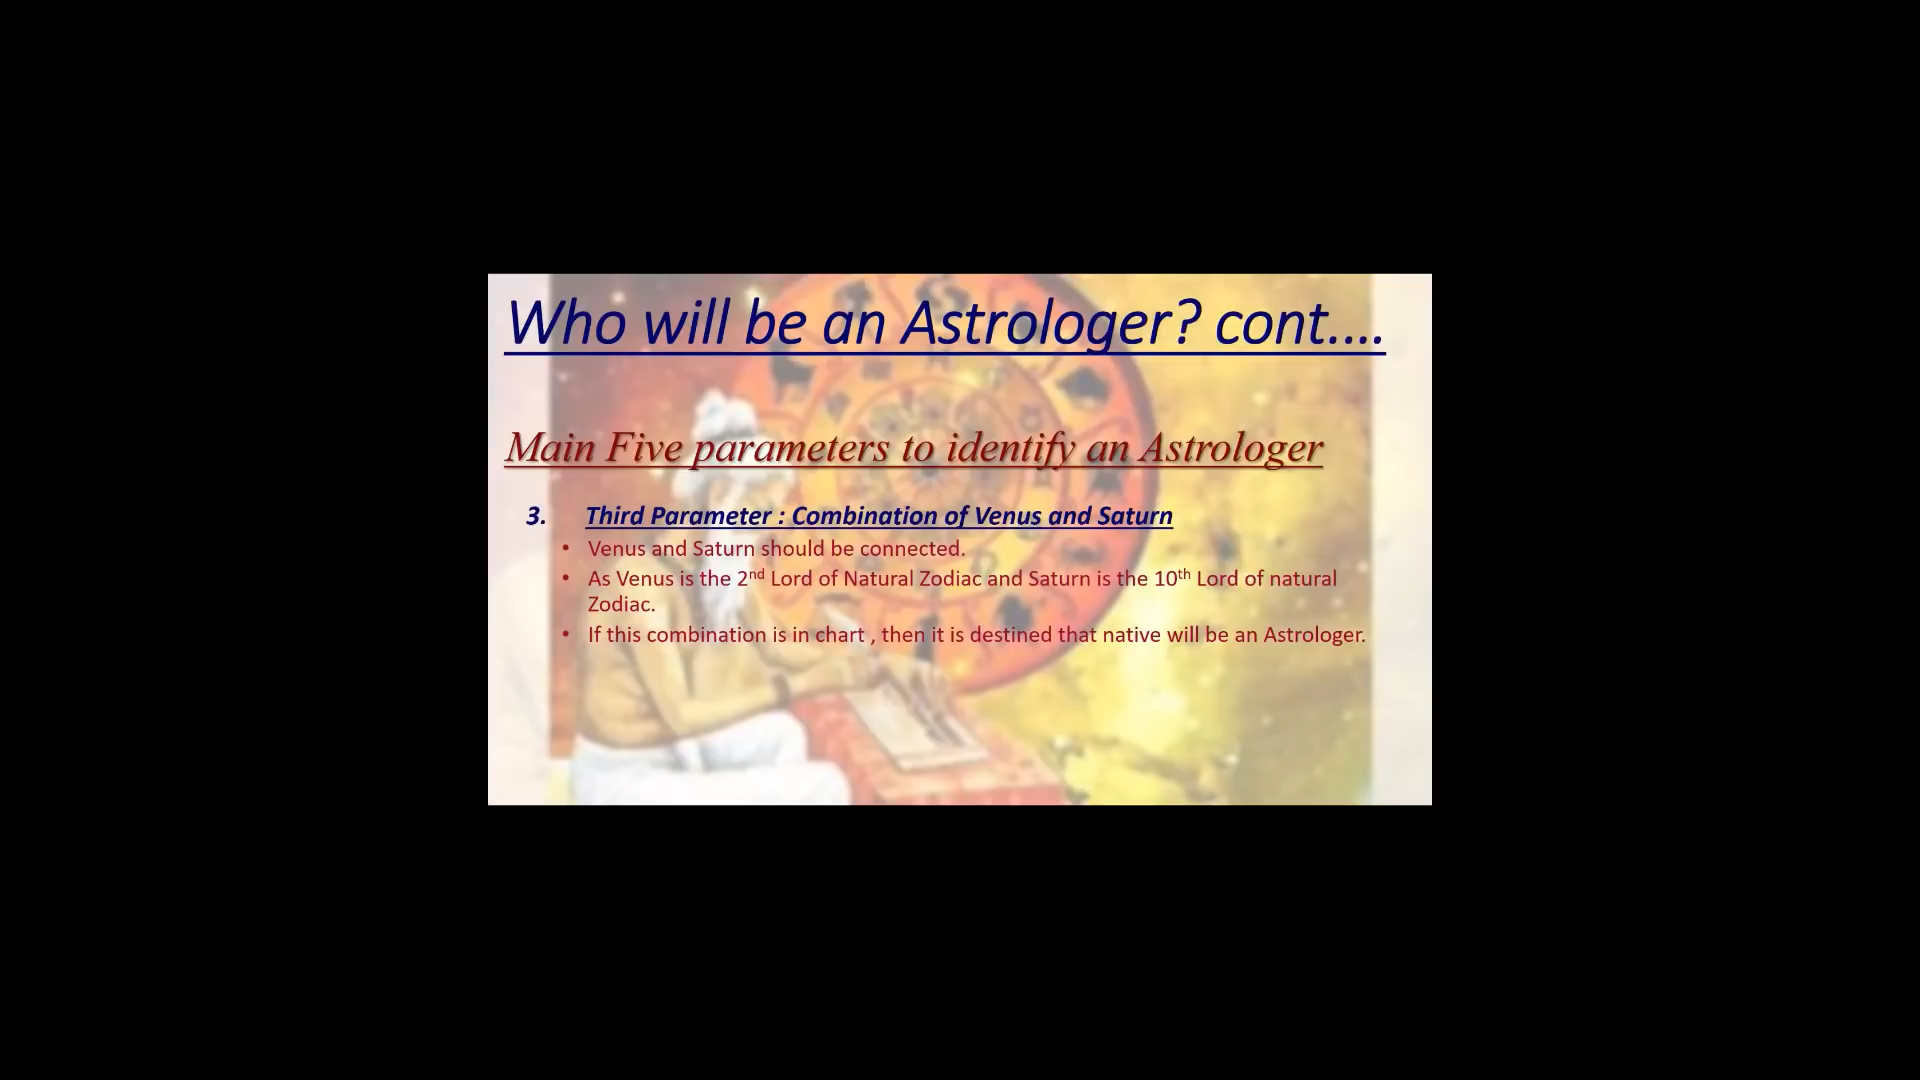 Who will be an Astrologer? cont....
Main Five parameters to identify an Astrologer
3. Third Parameter : Combination of Venus and Saturn
• Venus and Saturn should be connected.
• As Venus is the 2nd Lord of Natural Zodiac and Saturn is the 10th Lord of natural
Zodiac.
• If this combination is in chart , then it is destined that native will be an Astrologer.